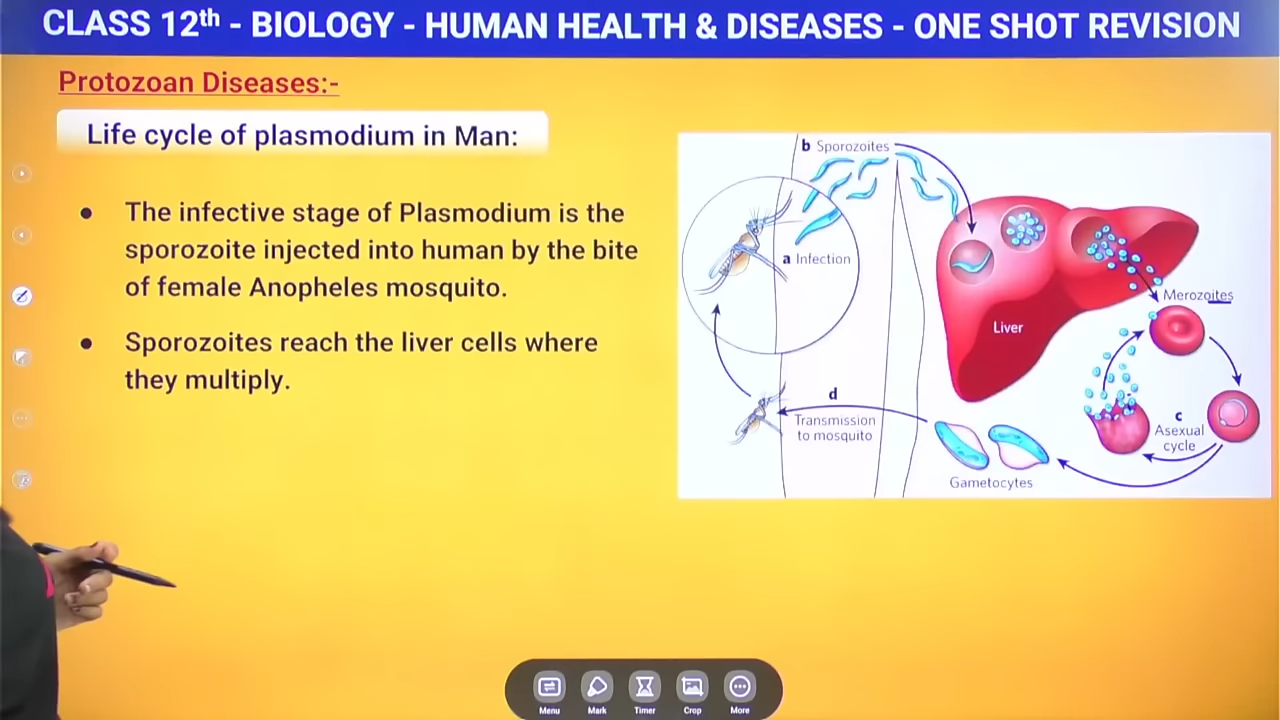 CLASS 12th - BIOLOGY - HUMAN HEALTH & DISEASES - ONE SHOT REVISION
Protozoan Diseases:-
Life cycle of plasmodium in Man:
• The infective stage of Plasmodium is the
sporozoite injected into human by the bite
of female Anopheles mosquito.
• Sporozoites reach the liver cells where
they multiply.
b Sporozoites
a Infection
Liver
Merozoites
c
Asexual
cycle
d
Transmission
to mosquito
Gametocytes
Menu
Mark
Timer
Crop
More